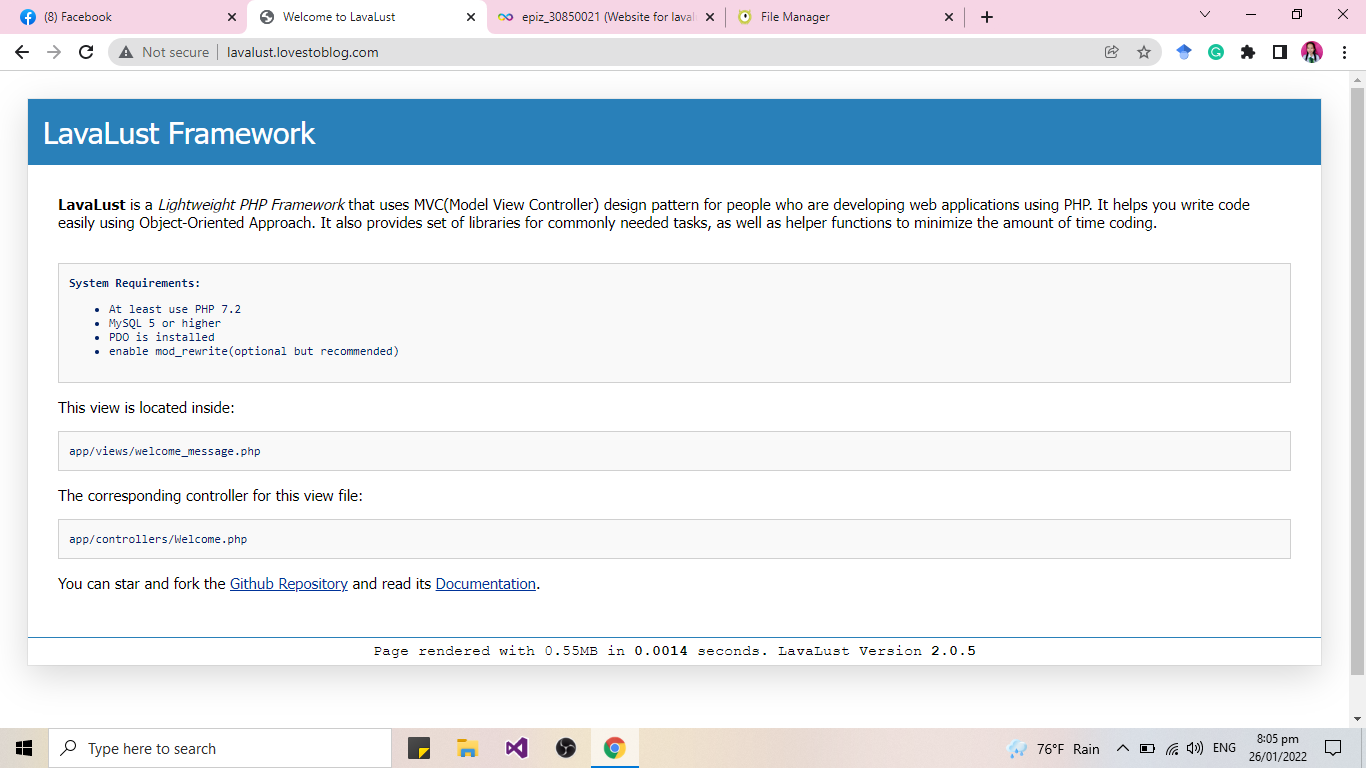 (8) Facebook
Welcome to LavaLust
epiz_30850021 (Website for laval
File Manager
Not secure
lavalust.lovestoblog.com
LavaLust Framework
LavaLust is a Lightweight PHP Framework that uses MVC(Model View Controller) design pattern for people who are developing web applications using PHP. It helps you write code
easily using Object-Oriented Approach. It also provides set of libraries for commonly needed tasks, as well as helper functions to minimize the amount of time coding.
System Requirements:
• At least use PHP 7.2
• MySQL 5 or higher
• PDO is installed
• enable mod_rewrite(optional but recommended)
This view is located inside:
app/views/welcome_message.php
The corresponding controller for this view file:
app/controllers/Welcome.php
You can star and fork the Github Repository and read its Documentation.
Page rendered with 0.55MB in 0.0014 seconds. LavaLust Version 2.0.5
Type here to search
76°F Rain
ENG
8:05 pm
26/01/2022